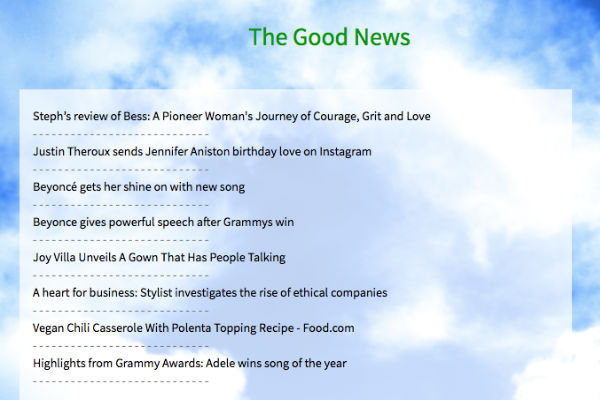 The Good News
Steph's review of Bess: A Pioneer Woman's Journey of Courage, Grit and Love
Justin Theroux sends Jennifer Aniston birthday love on Instagram
Beyoncé gets her shine on with new song
Beyonce gives powerful speech after Grammys win
Joy Villa Unveils A Gown That Has People Talking
A heart for business: Stylist investigates the rise of ethical companies
Vegan Chili Casserole With Polenta Topping Recipe - Food.com
Highlights from Grammy Awards: Adele wins song of the year